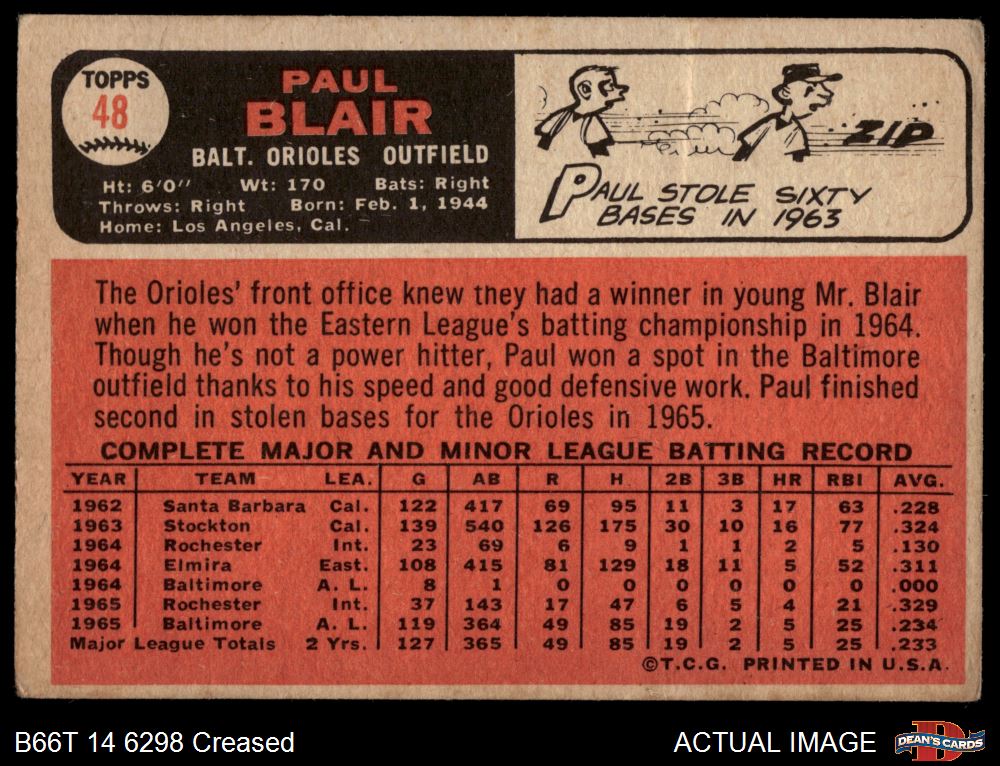 TOPPS
48
PAUL
BLAIR
BALT. ORIOLES OUTFIELD
Ht: 6'0" Wt: 170 Bats: Right
Throws: Right Born: Feb. 1, 1944
Home: Los Angeles, Cal.
ZIP
PAUL STOLE SIXTY
BASES IN 1963
The Orioles' front office knew they had a winner in young Mr. Blair
when he won the Eastern League's batting championship in 1964.
Though he's not a power hitter, Paul won a spot in the Baltimore
outfield thanks to his speed and good defensive work. Paul finished
second in stolen bases for the Orioles in 1965.
COMPLETE MAJOR AND MINOR LEAGUE BATTING RECORD
YEAR TEAM LEA. G AB R H 2B 3B HR RBI AVG.
1962 Santa Barbara Cal. 122 417 69 95 11 3 17 63 .228
1963 Stockton Cal. 139 540 126 175 30 10 16 77 .324
1964 Rochester Int. 23 69 6 9 1 1 2 5 .130
1964 Elmira East. 108 415 81 129 18 11 5 52 .311
1964 Baltimore A. L. 8 1 0 0 0 0 0 0 .000
1965 Rochester Int. 37 143 17 47 6 5 4 21 .329
1965 Baltimore A. L. 119 364 49 85 19 2 5 25 .234
Major League Totals 2 Yrs. 127 365 49 85 19 2 5 25 .233
©T.C.G. PRINTED IN U.S.A.
B66T 14 6298 Creased
ACTUAL IMAGE
DEAN'S CARDS